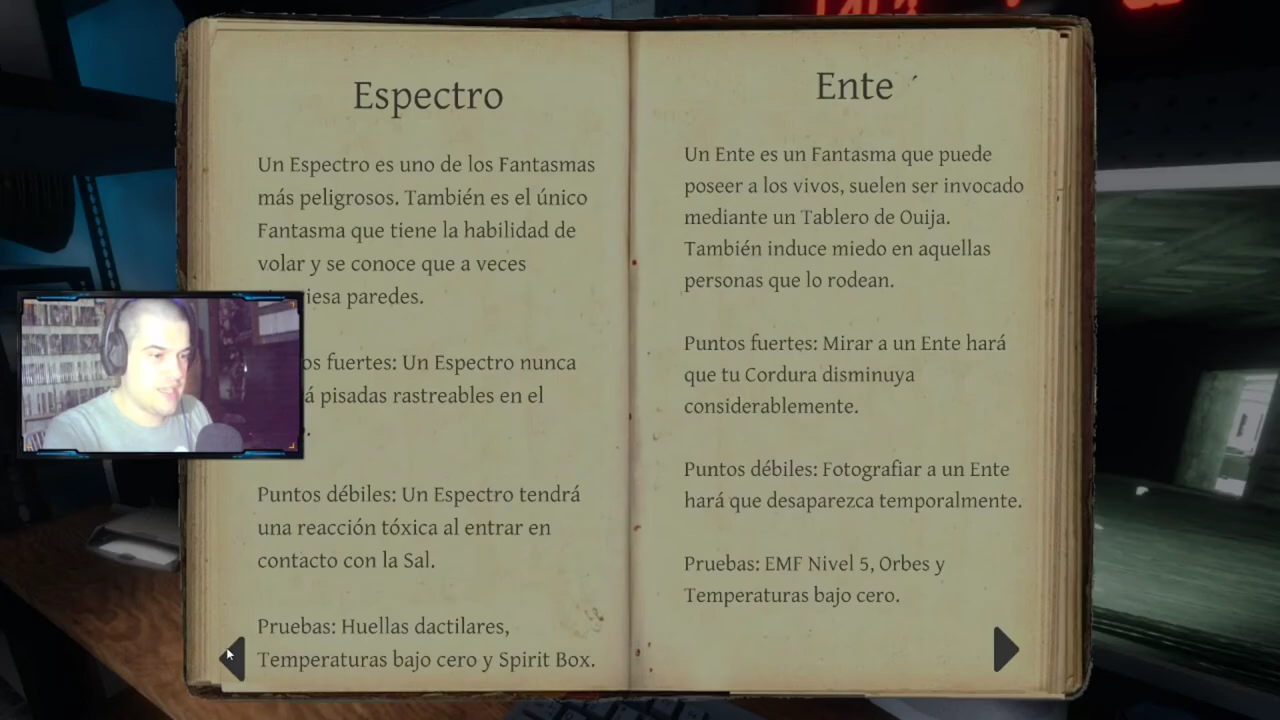 Espectro
Un Espectro es uno de los Fantasmas
más peligrosos. También es el único
Fantasma que tiene la habilidad de
volar y se conoce que a veces
paredes.
fuertes: Un Espectro nunca
pisadas rastreables en el
Puntos débiles: Un Espectro tendrá
una reacción tóxica al entrar en
contacto con la Sal.
Pruebas: Huellas dactilares,
Temperaturas bajo cero y Spirit Box.
Ente
Un Ente es un Fantasma que puede
poseer a los vivos, suelen ser invocado
mediante un Tablero de Ouija.
También induce miedo en aquellas
personas que lo rodean.
Puntos fuertes: Mirar a un Ente hará
que tu Cordura disminuya
considerablemente.
Puntos débiles: Fotografiar a un Ente
hará que desaparezca temporalmente.
Pruebas: EMF Nivel 5, Orbes y
Temperaturas bajo cero.